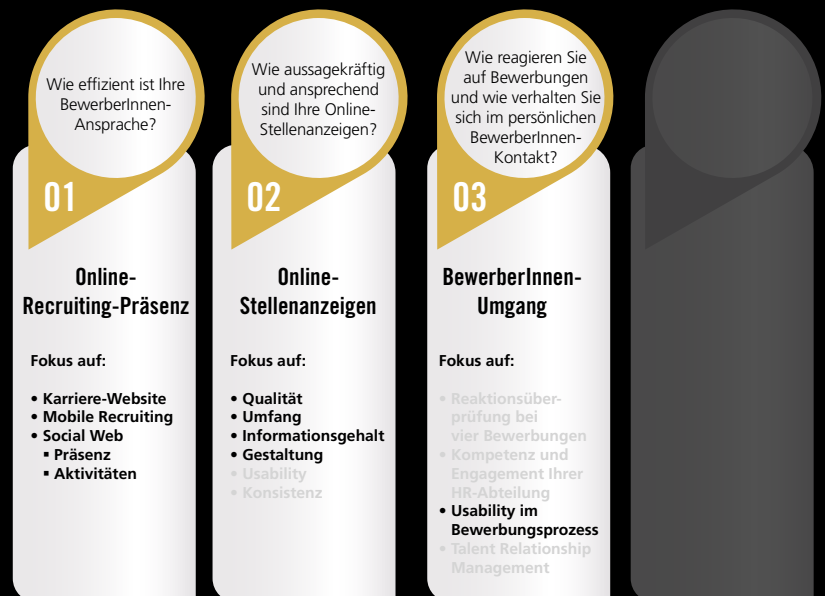 Wie effizient ist Ihre
BewerberInnen-
Ansprache?
01
Online-
Recruiting-Präsenz
Fokus auf:
• Karriere-Website
• Mobile Recruiting
• Social Web
▪ Präsenz
▪ Aktivitäten
Wie aussagekräftig
und ansprechend
sind Ihre Online-
Stellenanzeigen?
02
Online-
Stellenanzeigen
Fokus auf:
• Qualität
• Umfang
• Informationsgehalt
• Gestaltung
• Usability
• Konsistenz
Wie reagieren Sie
auf Bewerbungen
und wie verhalten Sie
sich im persönlichen
BewerberInnen-
Kontakt?
03
BewerberInnen-
Umgang
Fokus auf:
• Reaktionsüber-
prüfung bei
vier Bewerbungen
• Kompetenz und
Engagement Ihrer
HR-Abteilung
• Usability im
Bewerbungsprozess
• Talent Relationship
Management